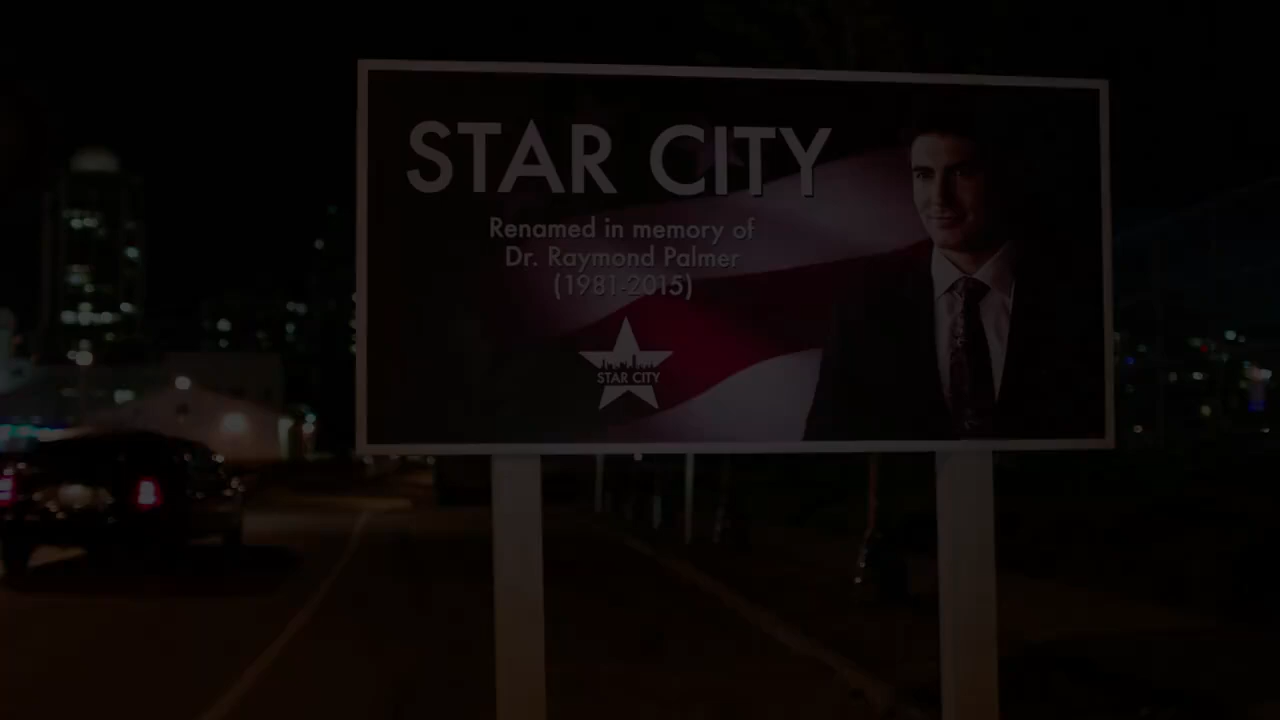 STAR CITY
Renamed in memory of
Dr. Raymond Palmer
(1981-2015)
STAR CITY